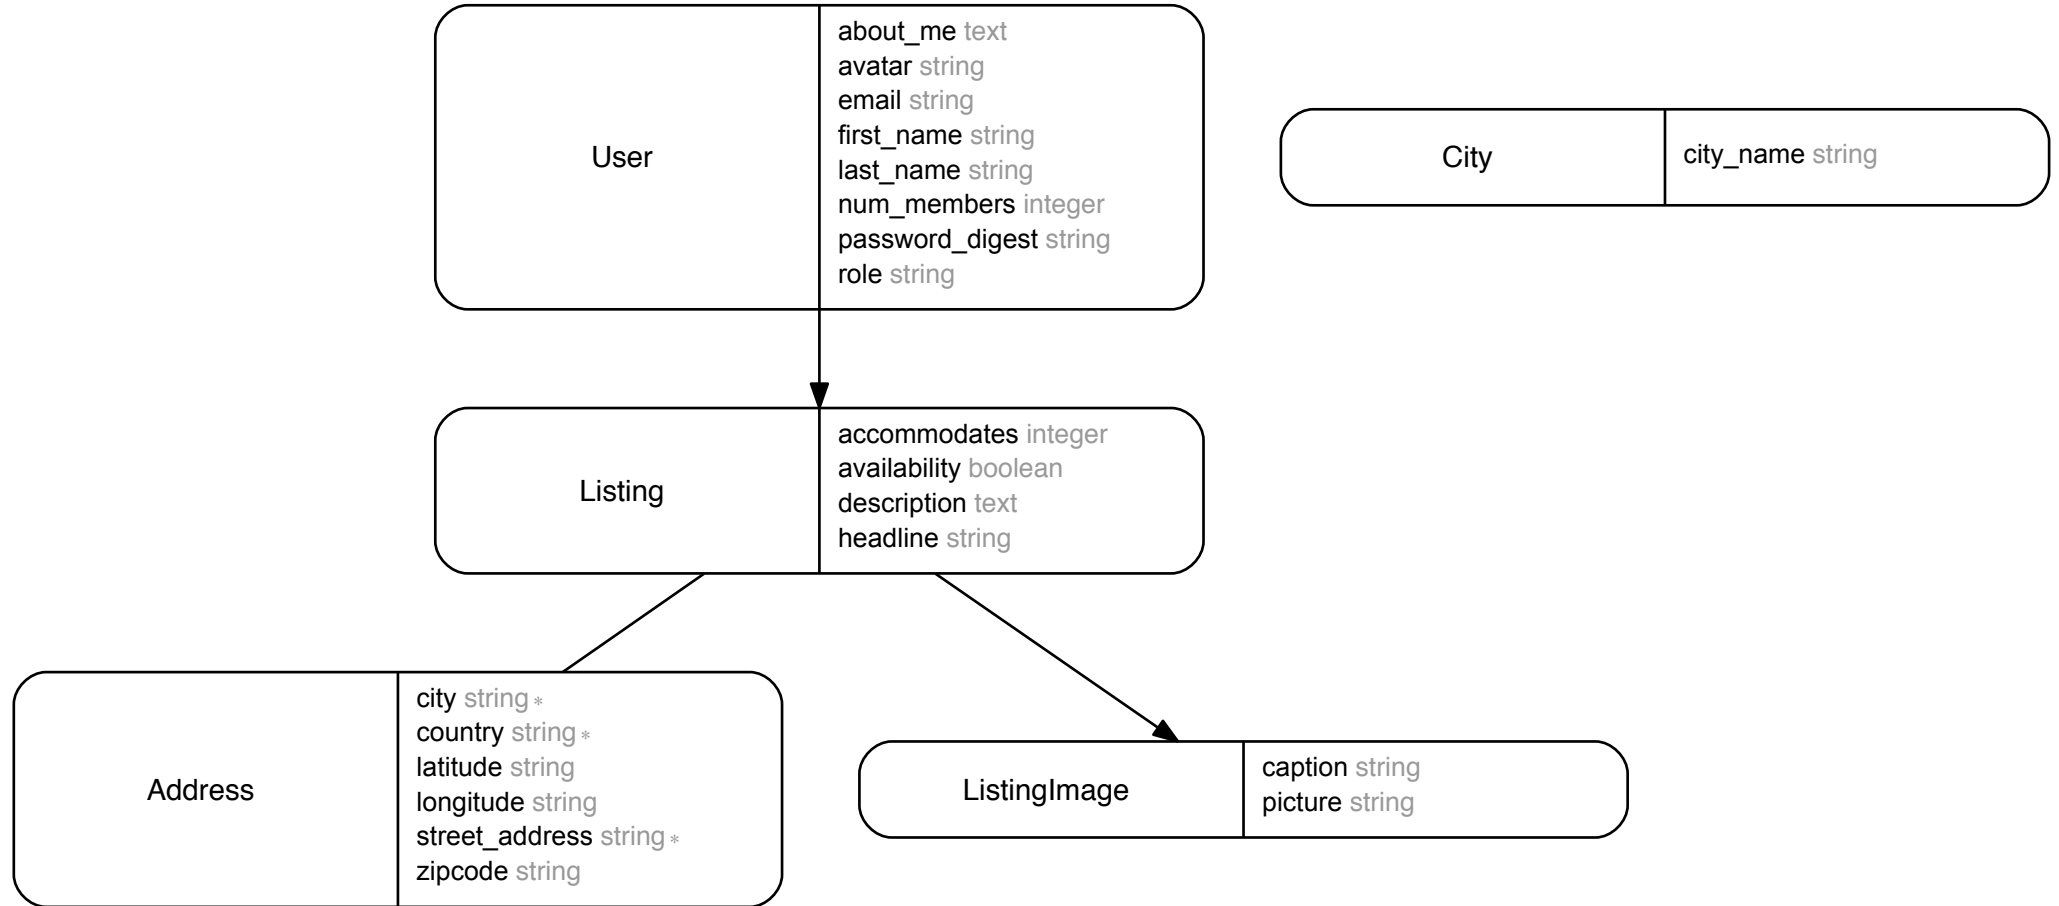 User
about_me text
avatar string
email string
first_name string
last_name string
num_members integer
password_digest string
role string
City
city_name string
Listing
accommodates integer
availability boolean
description text
headline string
Address
city string *
country string *
latitude string
longitude string
street_address string *
zipcode string
ListingImage
caption string
picture string